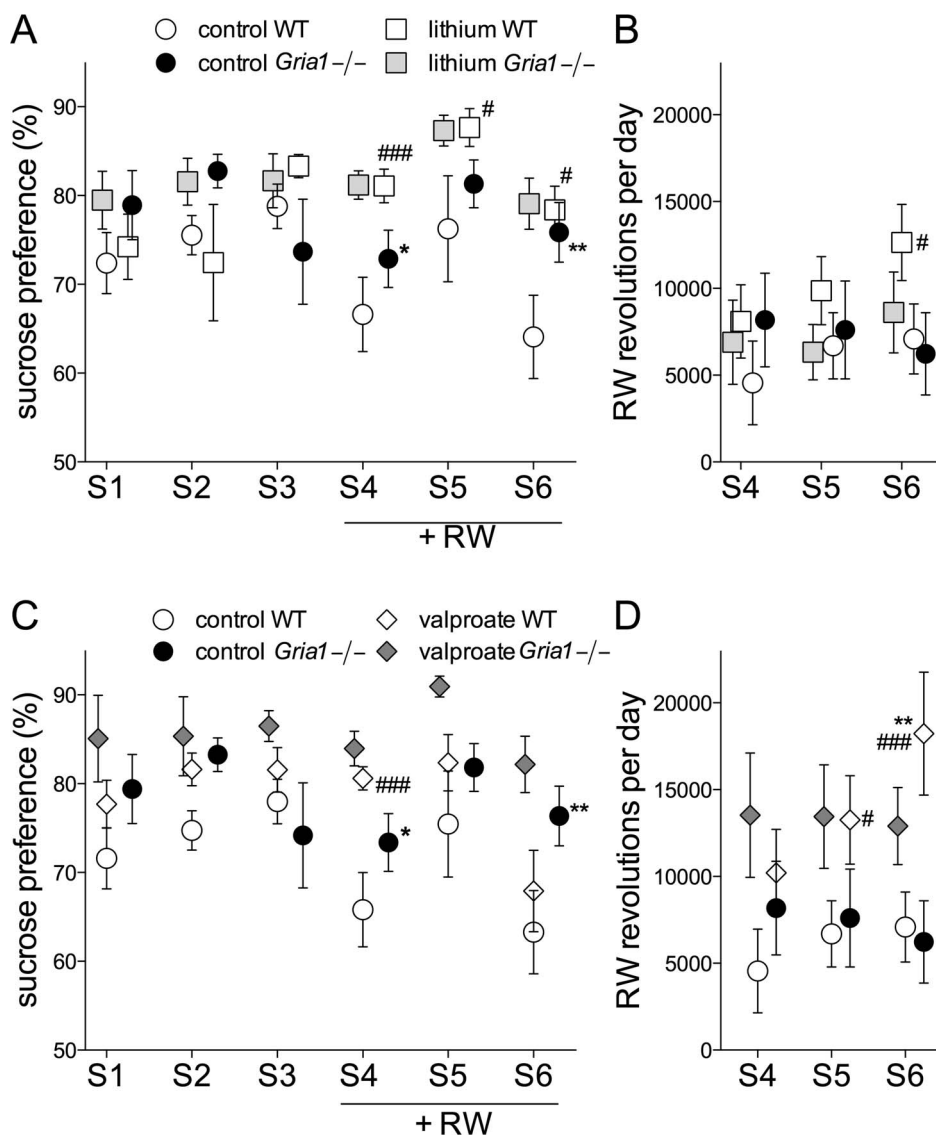 A
control WT
lithium WT
control Gria1–/–
lithium Gria1–/–
sucrose preference (%)
90
80
70
60
50
###
*
#
#
**
S1 S2 S3 S4 S5 S6
+ RW
B
RW revolutions per day
20000
15000
10000
5000
0
#
S4 S5 S6
C
control WT
valproate WT
control Gria1–/–
valproate Gria1–/–
sucrose preference (%)
90
80
70
60
50
###
*
**
S1 S2 S3 S4 S5 S6
+ RW
D
RW revolutions per day
20000
15000
10000
5000
0
#
**
###
S4 S5 S6